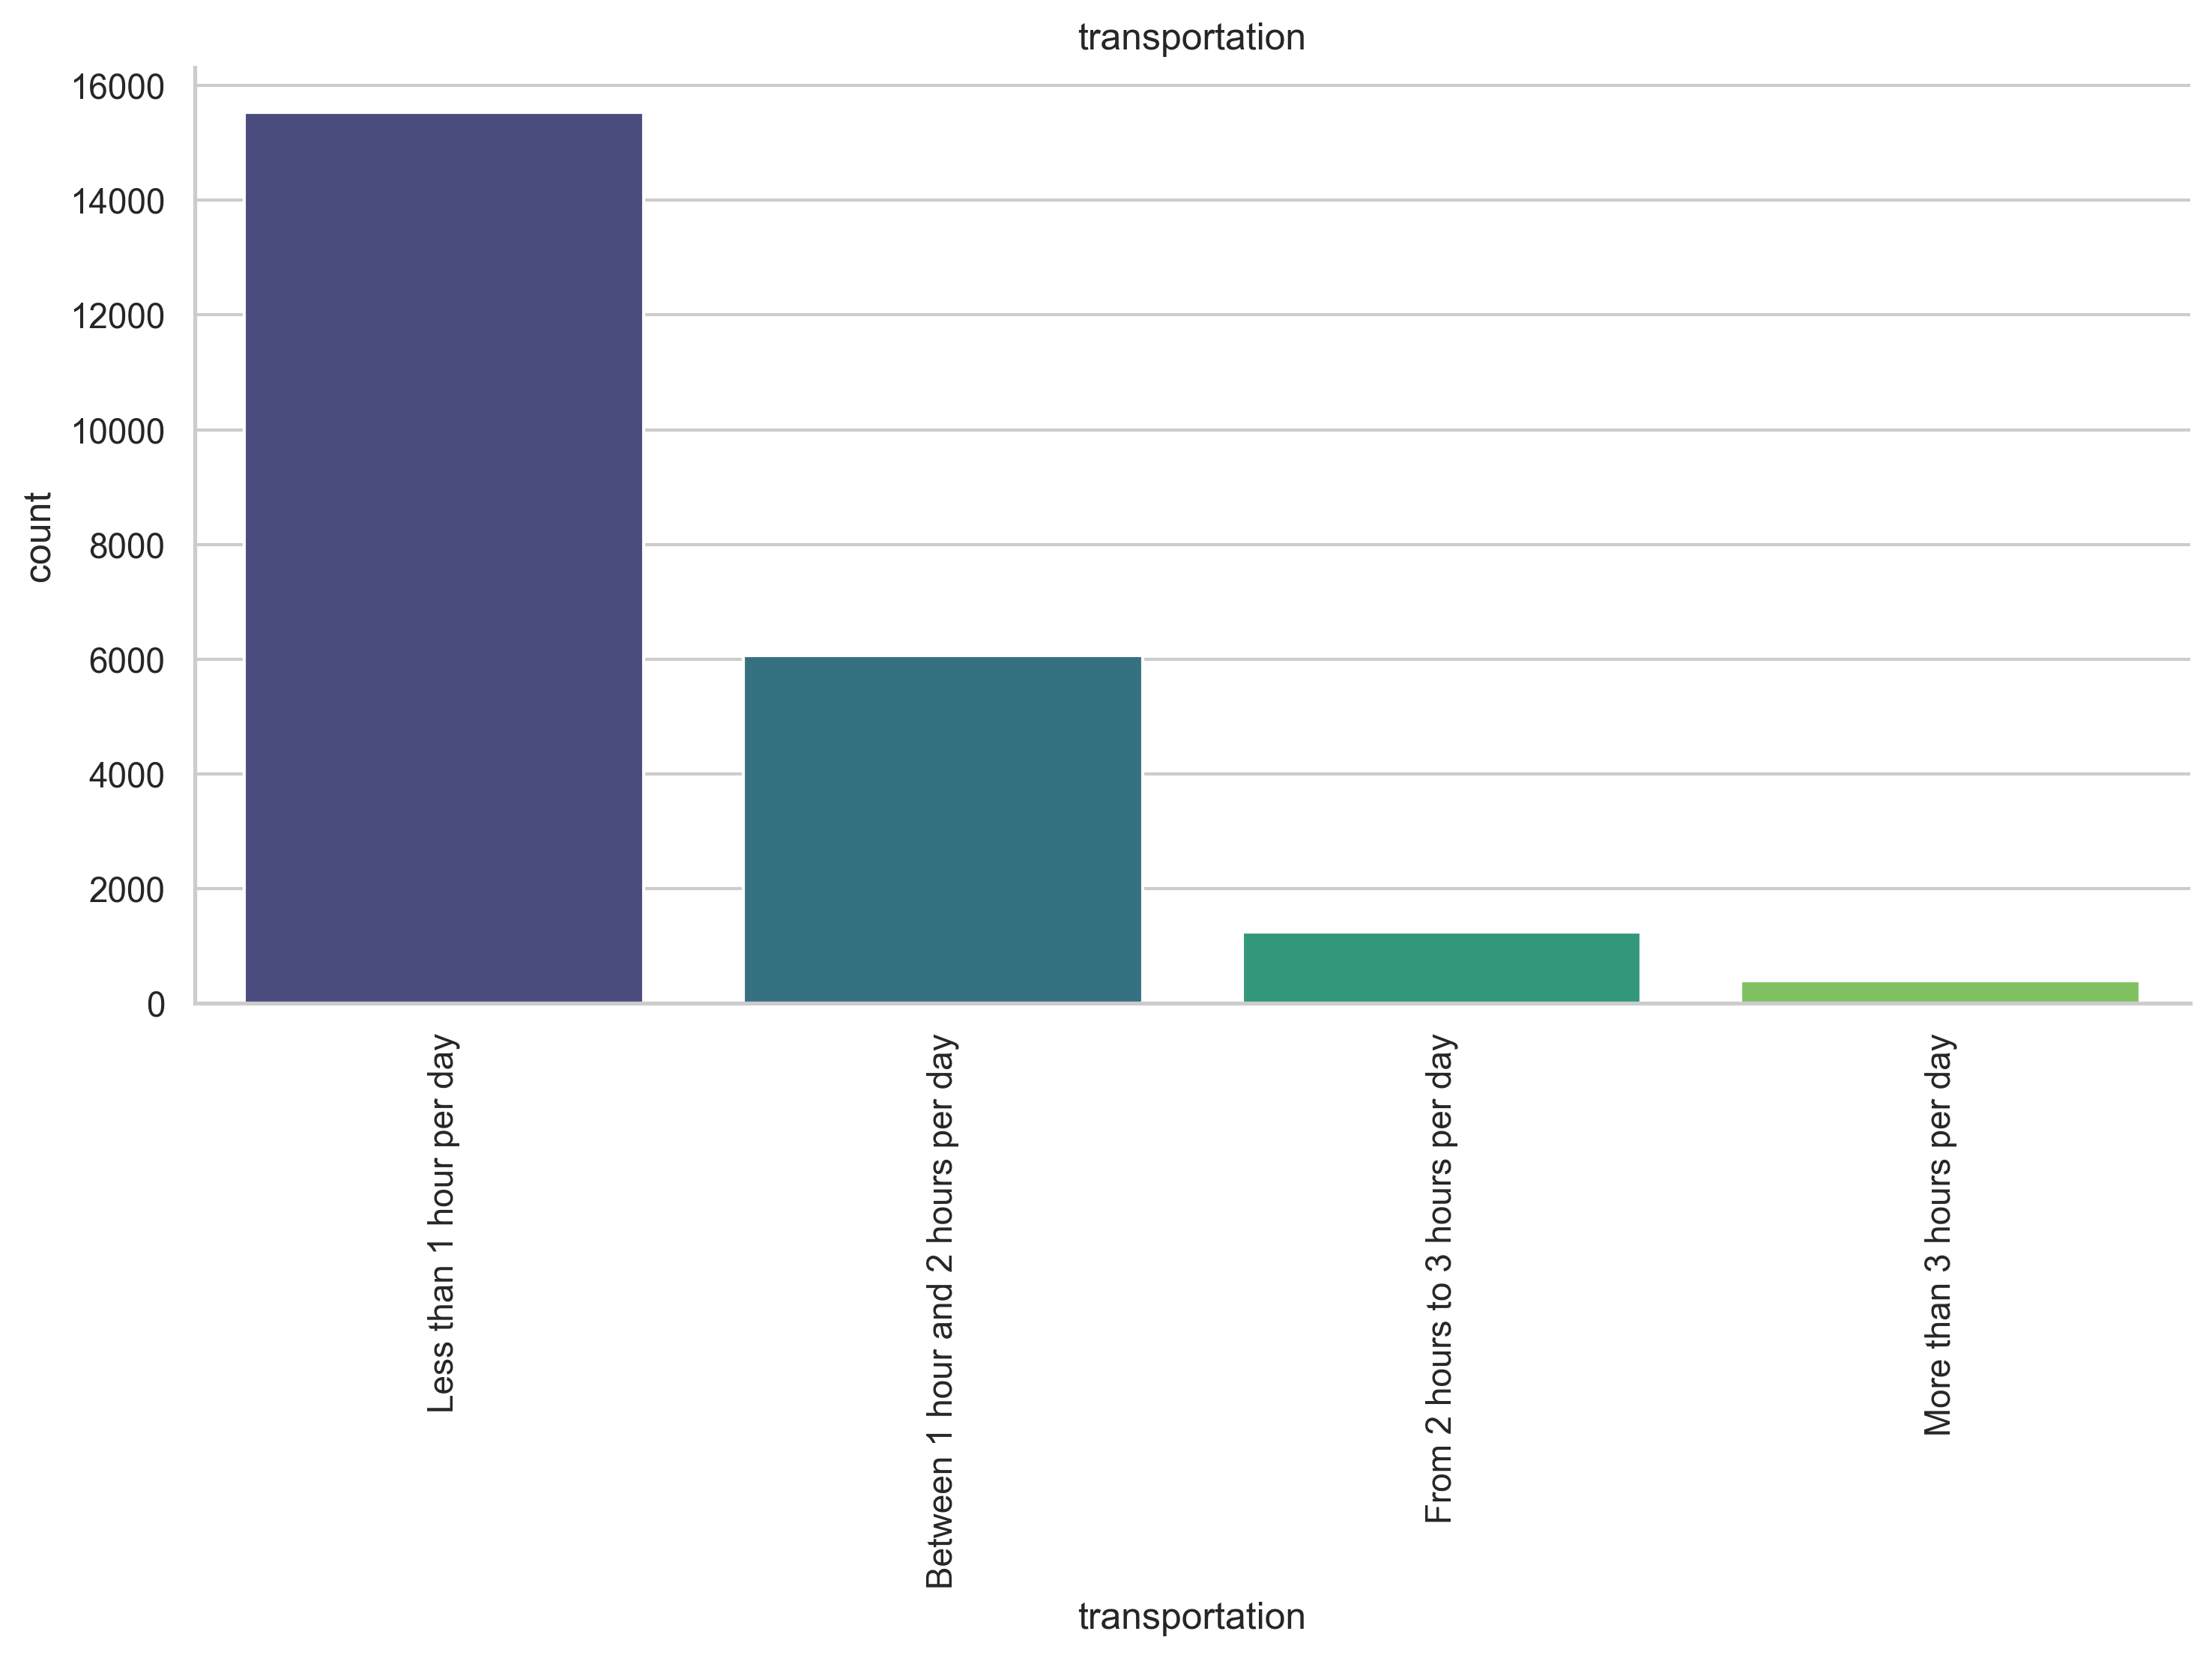 transportation
16000
14000
12000
10000
8000
6000
4000
2000
0
count
Less than 1 hour per day
Between 1 hour and 2 hours per day
From 2 hours to 3 hours per day
More than 3 hours per day
transportation